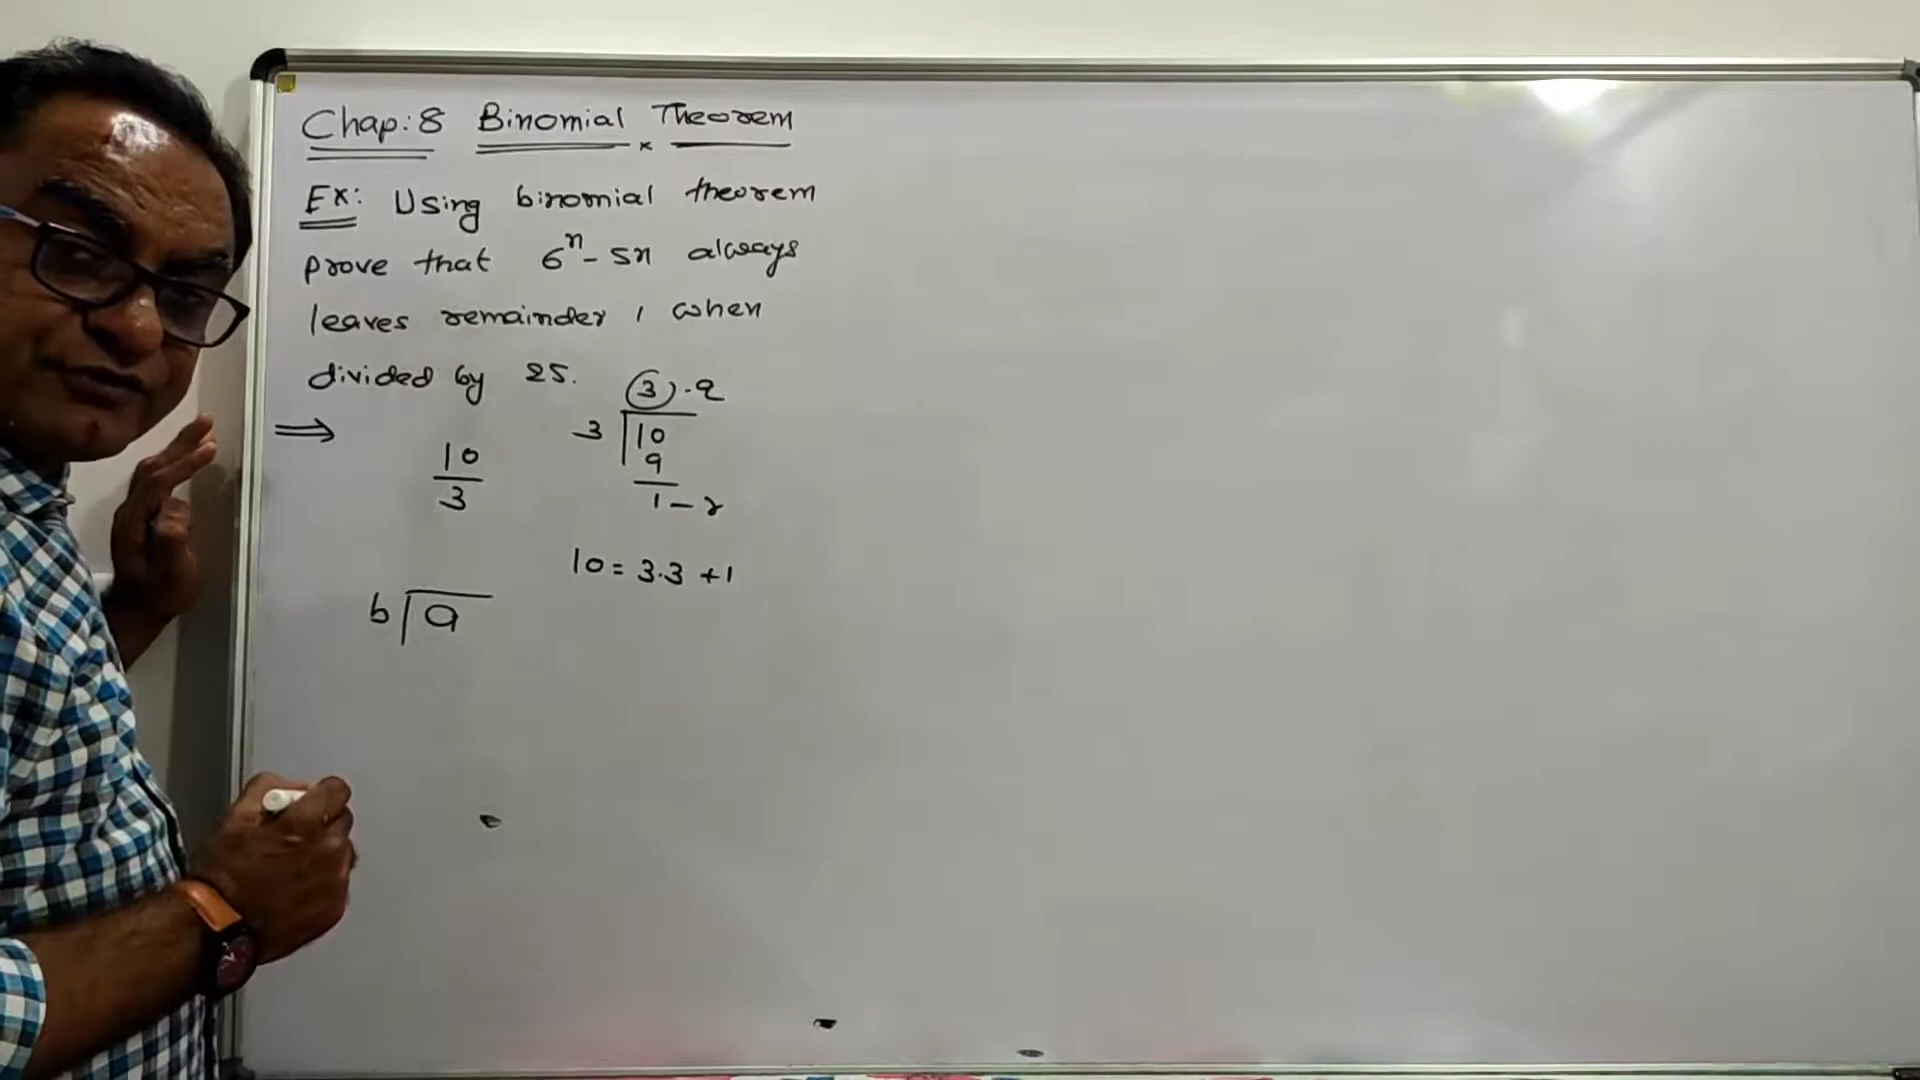 Chap: 8 Binomial Theorem
x
Ex: Using binomial theorem
prove that 6^n - 5n always
leaves remainder 1 when
divided by 25.
⇒
10
3
3 . q
3 10
9
1 - r
10 = 3.3 + 1
b a